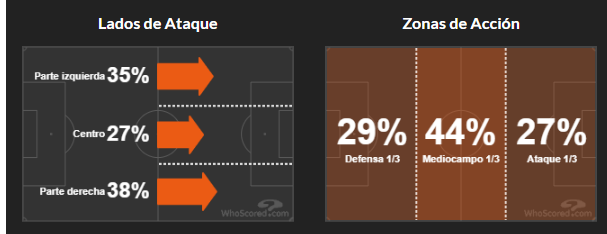 Lados de Ataque
Parte izquierda 35%
Centro 27%
Parte derecha 38%
WhoScored.com
Zonas de Acción
29% 44% 27%
Defensa 1/3 Mediocampo 1/3 Ataque 1/3
WhoScored.com